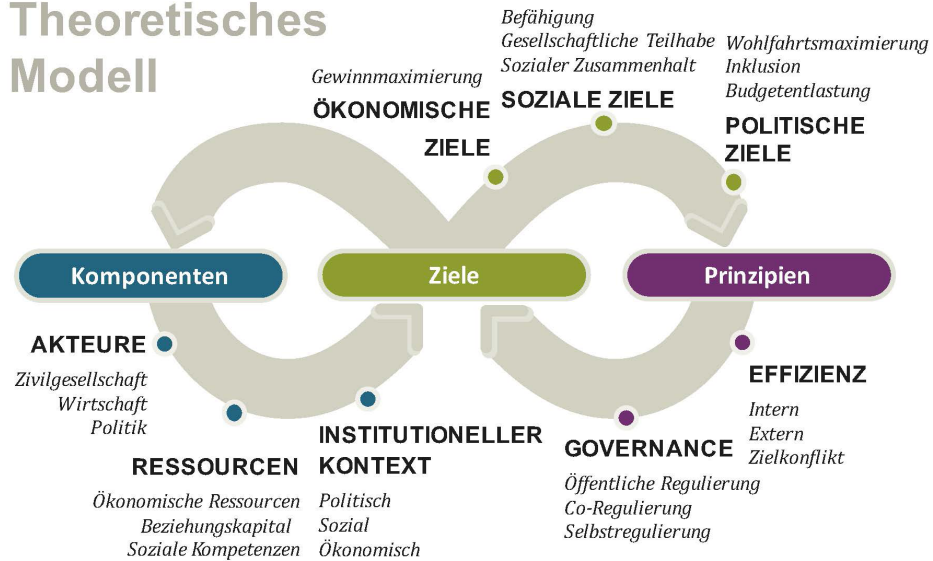 Theoretisches
Modell
Gewinnmaximierung
ÖKONOMISCHE
ZIELE
Befähigung
Gesellschaftliche Teilhabe
Sozialer Zusammenhalt
SOZIALE ZIELE
Wohlfahrtsmaximierung
Inklusion
Budgetentlastung
POLITISCHE
ZIELE
Komponenten
Ziele
Prinzipien
AKTEURE
Zivilgesellschaft
Wirtschaft
Politik
RESSOURCEN
Ökonomische Ressourcen
Beziehungskapital
Soziale Kompetenzen
INSTITUTIONELLER
KONTEXT
Politisch
Sozial
Ökonomisch
GOVERNANCE
Öffentliche Regulierung
Co-Regulierung
Selbstregulierung
EFFIZIENZ
Intern
Extern
Zielkonflikt